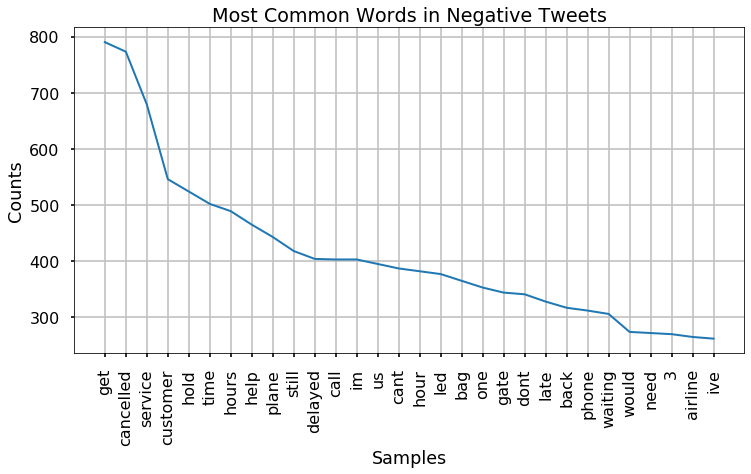 Most Common Words in Negative Tweets
800
700
600
500
400
300
Counts
get
cancelled
service
customer
hold
time
hours
help
plane
still
delayed
call
im
us
cant
hour
led
bag
one
gate
dont
late
back
phone
waiting
would
need
3
airline
ive
Samples